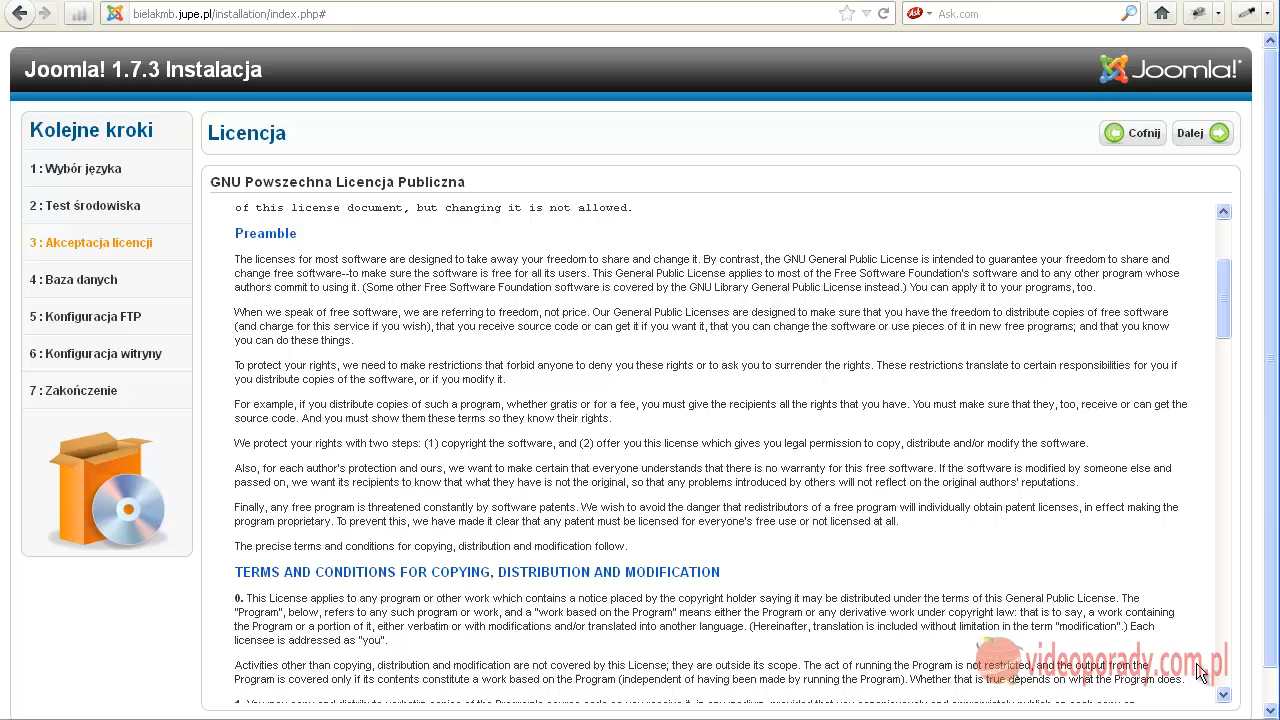 bielakmb.jupe.pl/installation/index.php#
ask
Ask.com
Joomla! 1.7.3 Instalacja
Joomla!
Kolejne kroki
1 : Wybór języka
2 : Test środowiska
3 : Akceptacja licencji
4 : Baza danych
5 : Konfiguracja FTP
6 : Konfiguracja witryny
7 : Zakończenie
Licencja
Cofnij
Dalej
GNU Powszechna Licencja Publiczna
of this license document, but changing it is not allowed.
Preamble
The licenses for most software are designed to take away your freedom to share and change it. By contrast, the GNU General Public License is intended to guarantee your freedom to share and
change free software--to make sure the software is free for all its users. This General Public License applies to most of the Free Software Foundation's software and to any other program whose
authors commit to using it. (Some other Free Software Foundation software is covered by the GNU Library General Public License instead.) You can apply it to your programs, too.
When we speak of free software, we are referring to freedom, not price. Our General Public Licenses are designed to make sure that you have the freedom to distribute copies of free software
(and charge for this service if you wish), that you receive source code or can get it if you want it, that you can change the software or use pieces of it in new free programs; and that you know
you can do these things.
To protect your rights, we need to make restrictions that forbid anyone to deny you these rights or to ask you to surrender the rights. These restrictions translate to certain responsibilities for you if
you distribute copies of the software, or if you modify it.
For example, if you distribute copies of such a program, whether gratis or for a fee, you must give the recipients all the rights that you have. You must make sure that they, too, receive or can get the
source code. And you must show them these terms so they know their rights.
We protect your rights with two steps: (1) copyright the software, and (2) offer you this license which gives you legal permission to copy, distribute and/or modify the software.
Also, for each author's protection and ours, we want to make certain that everyone understands that there is no warranty for this free software. If the software is modified by someone else and
passed on, we want its recipients to know that what they have is not the original, so that any problems introduced by others will not reflect on the original authors' reputations.
Finally, any free program is threatened constantly by software patents. We wish to avoid the danger that redistributors of a free program will individually obtain patent licenses, in effect making the
program proprietary. To prevent this, we have made it clear that any patent must be licensed for everyone's free use or not licensed at all.
The precise terms and conditions for copying, distribution and modification follow.
TERMS AND CONDITIONS FOR COPYING, DISTRIBUTION AND MODIFICATION
0. This License applies to any program or other work which contains a notice placed by the copyright holder saying it may be distributed under the terms of this General Public License. The
"Program", below, refers to any such program or work, and a "work based on the Program" means either the Program or any derivative work under copyright law: that is to say, a work containing
the Program or a portion of it, either verbatim or with modifications and/or translated into another language. (Hereinafter, translation is included without limitation in the term "modification".) Each
licensee is addressed as "you".
Activities other than copying, distribution and modification are not covered by this License; they are outside its scope. The act of running the Program is not restricted, and the output from the
Program is covered only if its contents constitute a work based on the Program (independent of having been made by running the Program). Whether that is true depends on what the Program does.
videoporady.com.pl